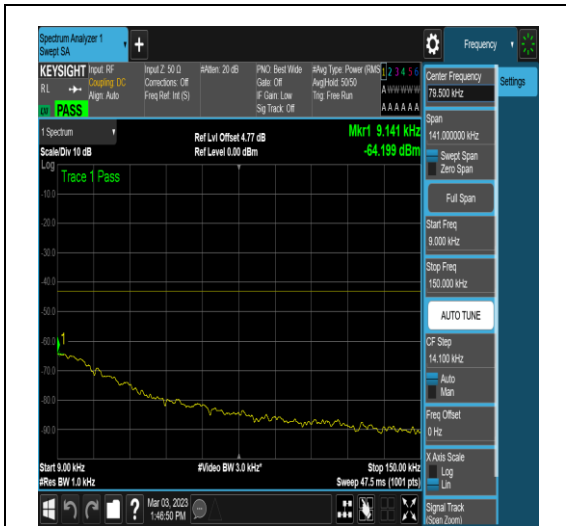 Spectrum Analyzer 1
Swept SA
+
Frequency
KEYSIGHT
Input: RF
Input Z: 50 Ω
#Atten: 20 dB
PNO: Best Wide
#Avg Type: Power (RMS)
1 2 3 4 5 6
RL
Coupling: DC
Corrections: Off
Gate: Off
Avg|Hold: 50/50
A W W W W W
Align: Auto
Freq Ref: Int (S)
IF Gain: Low
Trig: Free Run
PASS
Sig Track: Off
A A A A A A
Center Frequency
79.500 kHz
Settings
1 Spectrum
Ref Lvl Offset 4.77 dB
Mkr1 9.141 kHz
Scale/Div 10 dB
Ref Level 0.00 dBm
-64.199 dBm
Log
Trace 1 Pass
-10.0
-20.0
-30.0
-40.0
-50.0
-60.0
1
-70.0
-80.0
-90.0
Start 9.00 kHz
#Video BW 3.0 kHz*
Stop 150.00 kHz
#Res BW 1.0 kHz
Sweep 47.5 ms (1001 pts)
Span
141.000000 kHz
Swept Span
Zero Span
Full Span
Start Freq
9.000 kHz
Stop Freq
150.000 kHz
AUTO TUNE
CF Step
14.100 kHz
Auto
Man
Freq Offset
0 Hz
X Axis Scale
Log
Lin
Signal Track
(Span Zoom)
?
Mar 03, 2023
1:46:50 PM